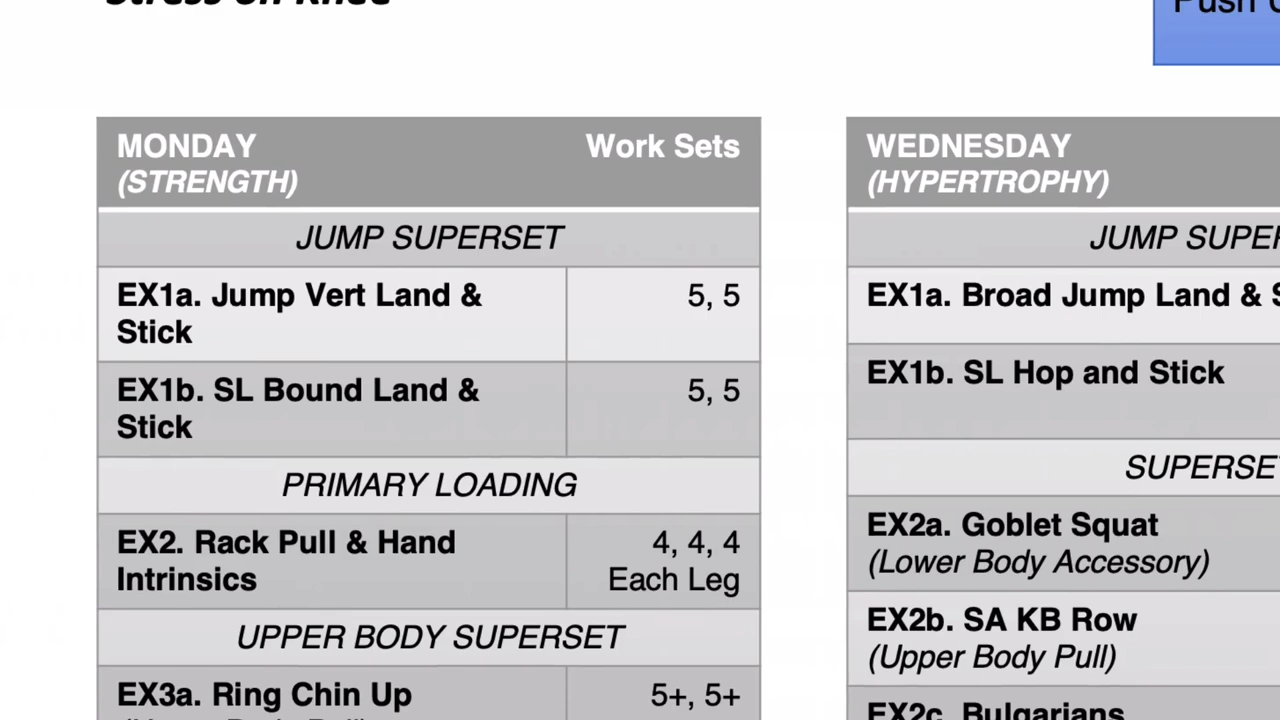 Stress on Knee
Push
MONDAY Work Sets
(STRENGTH)
JUMP SUPERSET
EX1a. Jump Vert Land & 5, 5
Stick
EX1b. SL Bound Land & 5, 5
Stick
PRIMARY LOADING
EX2. Rack Pull & Hand 4, 4, 4
Intrinsics Each Leg
UPPER BODY SUPERSET
EX3a. Ring Chin Up 5+, 5+
WEDNESDAY
(HYPERTROPHY)
JUMP SUPER
EX1a. Broad Jump Land &
EX1b. SL Hop and Stick
SUPERSET
EX2a. Goblet Squat
(Lower Body Accessory)
EX2b. SA KB Row
(Upper Body Pull)
EX2c. Bulgarians